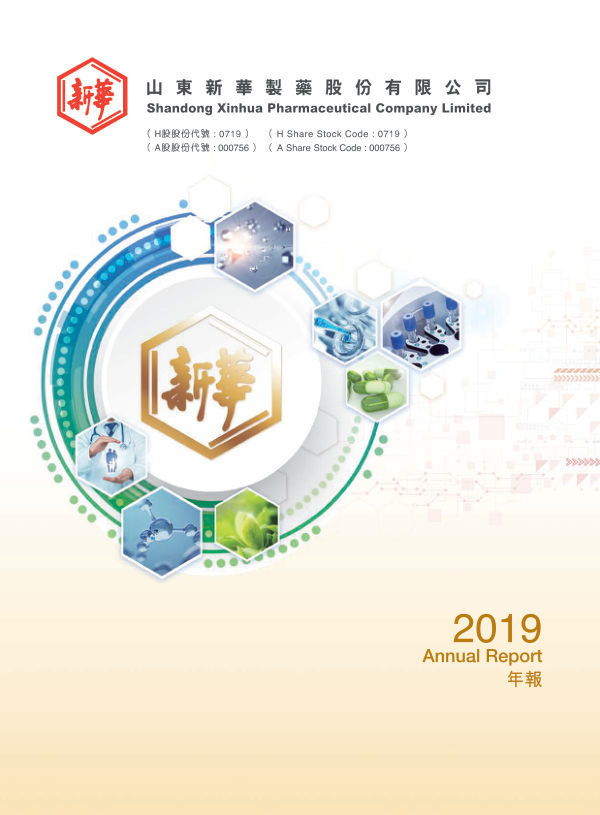 新華
山東新華製藥股份有限公司
Shandong Xinhua Pharmaceutical Company Limited
（ H股股份代號 : 0719 ） （ H Share Stock Code : 0719 ）
（ A股股份代號 : 000756 ） （ A Share Stock Code : 000756 ）
新華
2019
Annual Report
年報